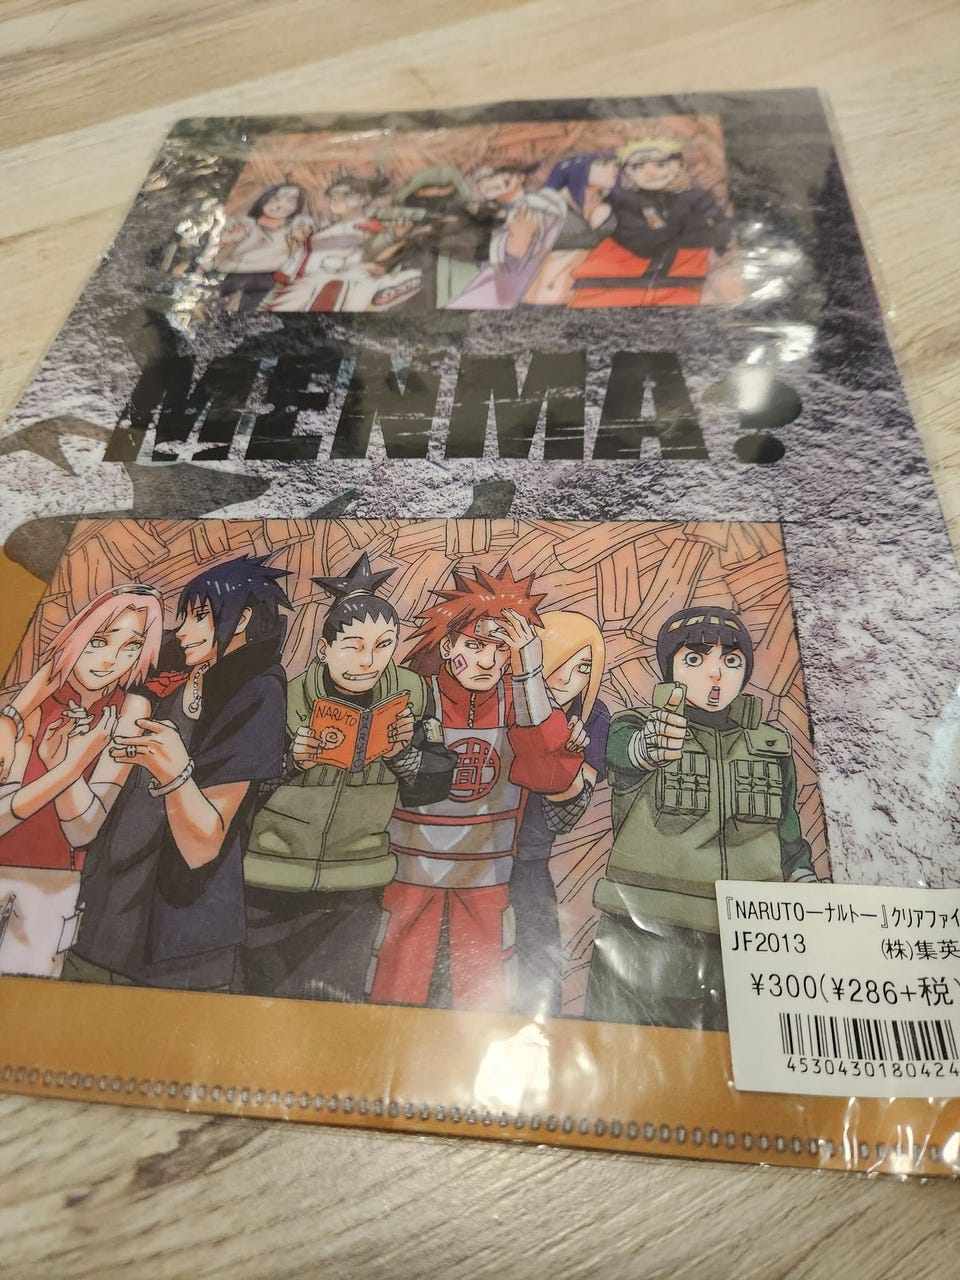 MENMA
NARUTO
『NARUTOーナルトー』クリアファイ
JF2013 (株)集英
¥300(¥286+税)
4530430180424